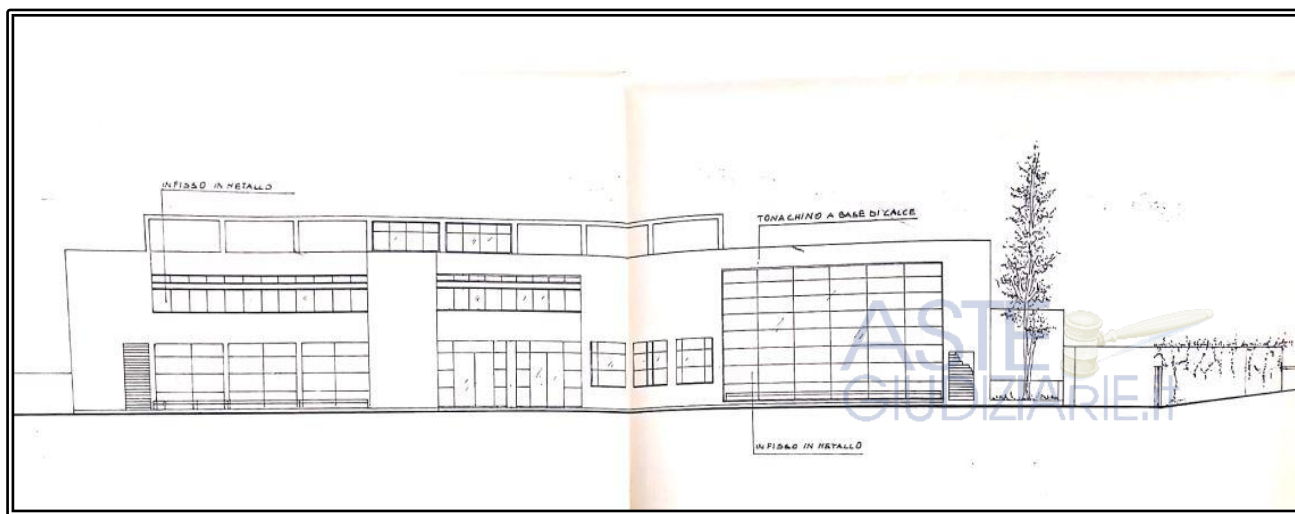 INFISSO IN METALLO
TONACHINO A BASE DI CALCE
ASTE
GIUDIZIARIE.it
INFISSO IN METALLO